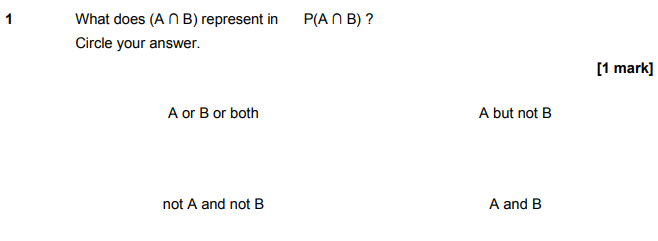 1 What does (A ∩ B) represent in P(A ∩ B) ?
Circle your answer.
[1 mark]
A or B or both A but not B
not A and not B A and B